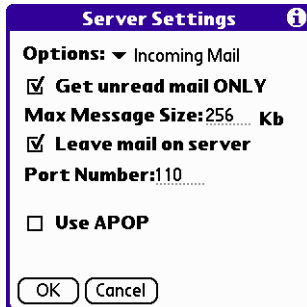 Server Settings
Options: Incoming Mail
Get unread mail ONLY
Max Message Size: 256 Kb
Leave mail on server
Port Number: 110
Use APOP
OK Cancel